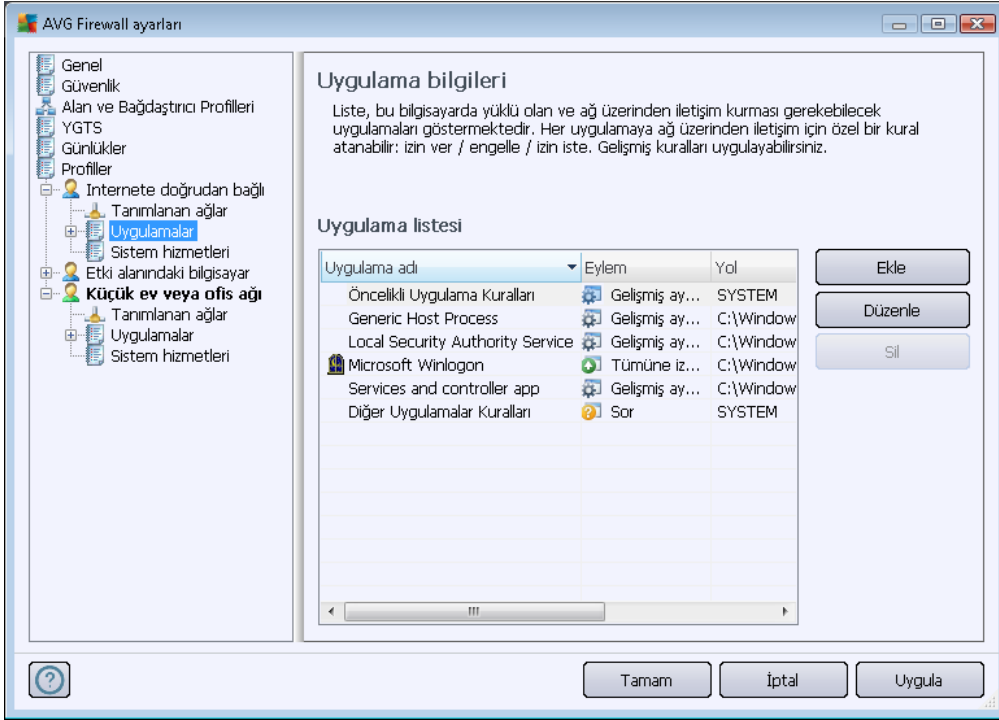 AVG Firewall ayarları
Genel
Güvenlik
Alan ve Bağdaştırıcı Profilleri
YGTS
Günlükler
Profiller
Internete doğrudan bağlı
Tanımlanan ağlar
Uygulamalar
Sistem hizmetleri
Etki alanındaki bilgisayar
Küçük ev veya ofis ağı
Tanımlanan ağlar
Uygulamalar
Sistem hizmetleri
Uygulama bilgileri
Liste, bu bilgisayarda yüklü olan ve ağ üzerinden iletişim kurması gerekebilecek
uygulamaları göstermektedir. Her uygulamaya ağ üzerinden iletişim için özel bir kural
atanabilir: izin ver / engelle / izin iste. Gelişmiş kuralları uygulayabilirsiniz.
Uygulama listesi
Uygulama adı Eylem Yol
Öncelikli Uygulama Kuralları Gelişmiş ay... SYSTEM
Generic Host Process Gelişmiş ay... C:\Window
Local Security Authority Service Gelişmiş ay... C:\Window
Microsoft Winlogon Tümüne iz... C:\Window
Services and controller app Gelişmiş ay... C:\Window
Diğer Uygulamalar Kuralları Sor SYSTEM
Ekle
Düzenle
Sil
Tamam İptal Uygula